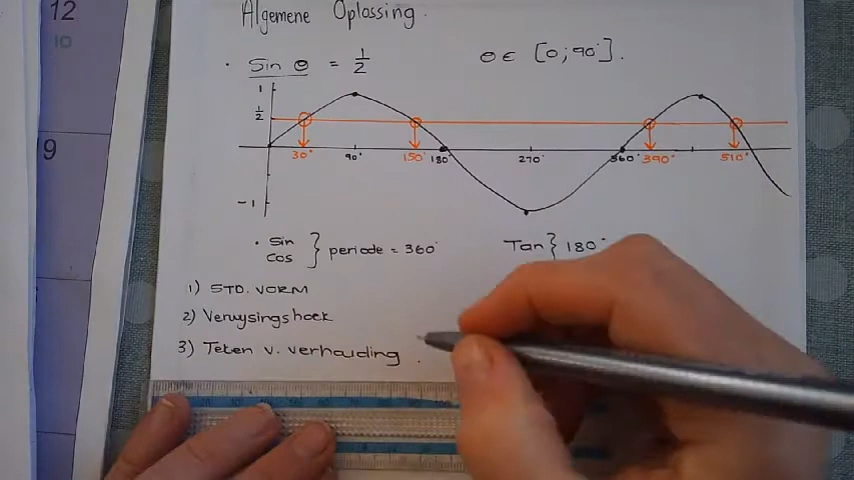 12
10
9
Algemene Oplossing.
• Sin θ = 1/2 θ ∈ [0; 90°].
1
1/2
30° 90° 150° 180° 270° 360° 390° 510°
-1
• Sin
Cos } periode = 360° Tan } 180°
1) STD. VORM
2) Verwysingshoek
3) Teken v. verhouding